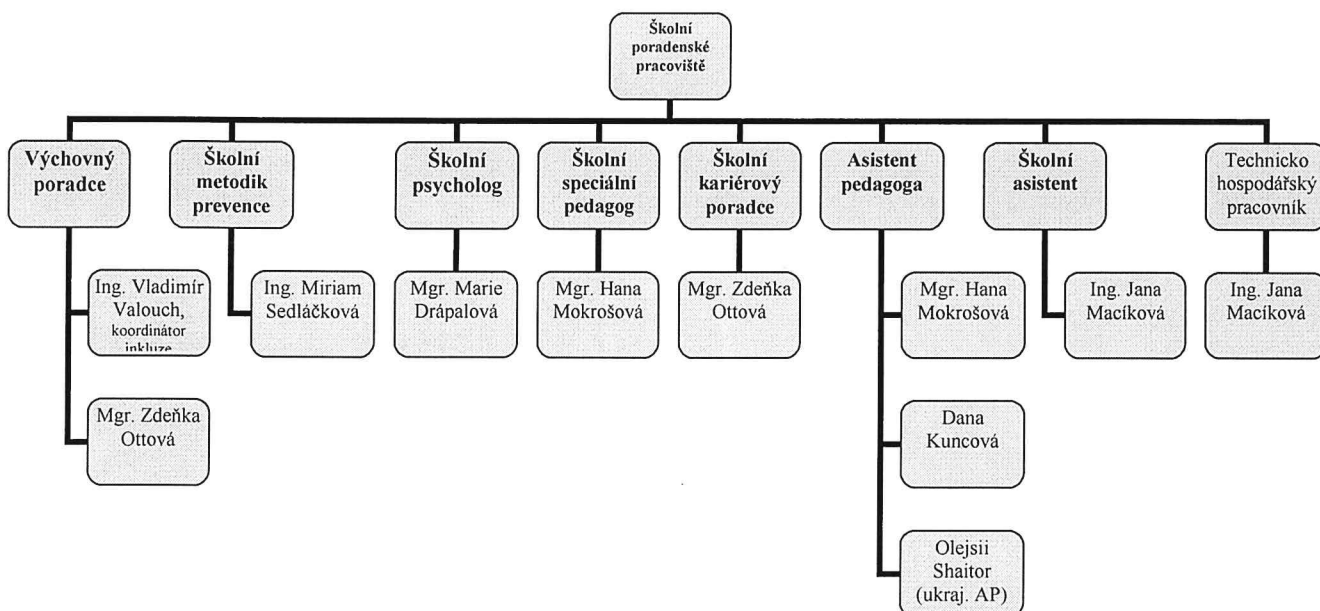 Školní
poradenské
pracoviště
Výchovný
poradce
Školní
metodik
prevence
Školní
psycholog
Školní
speciální
pedagog
Školní
kariérový
poradce
Asistent
pedagoga
Školní
asistent
Technicko
hospodářský
pracovník
Ing. Vladimír
Valouch,
koordinátor
inkluze
Ing. Miriam
Sedláčková
Mgr. Marie
Drápalová
Mgr. Hana
Mokrošová
Mgr. Zdeňka
Ottová
Mgr. Hana
Mokrošová
Ing. Jana
Macíková
Ing. Jana
Macíková
Mgr. Zdeňka
Ottová
Dana
Kuncová
Olejsii
Shaitor
(ukraj. AP)